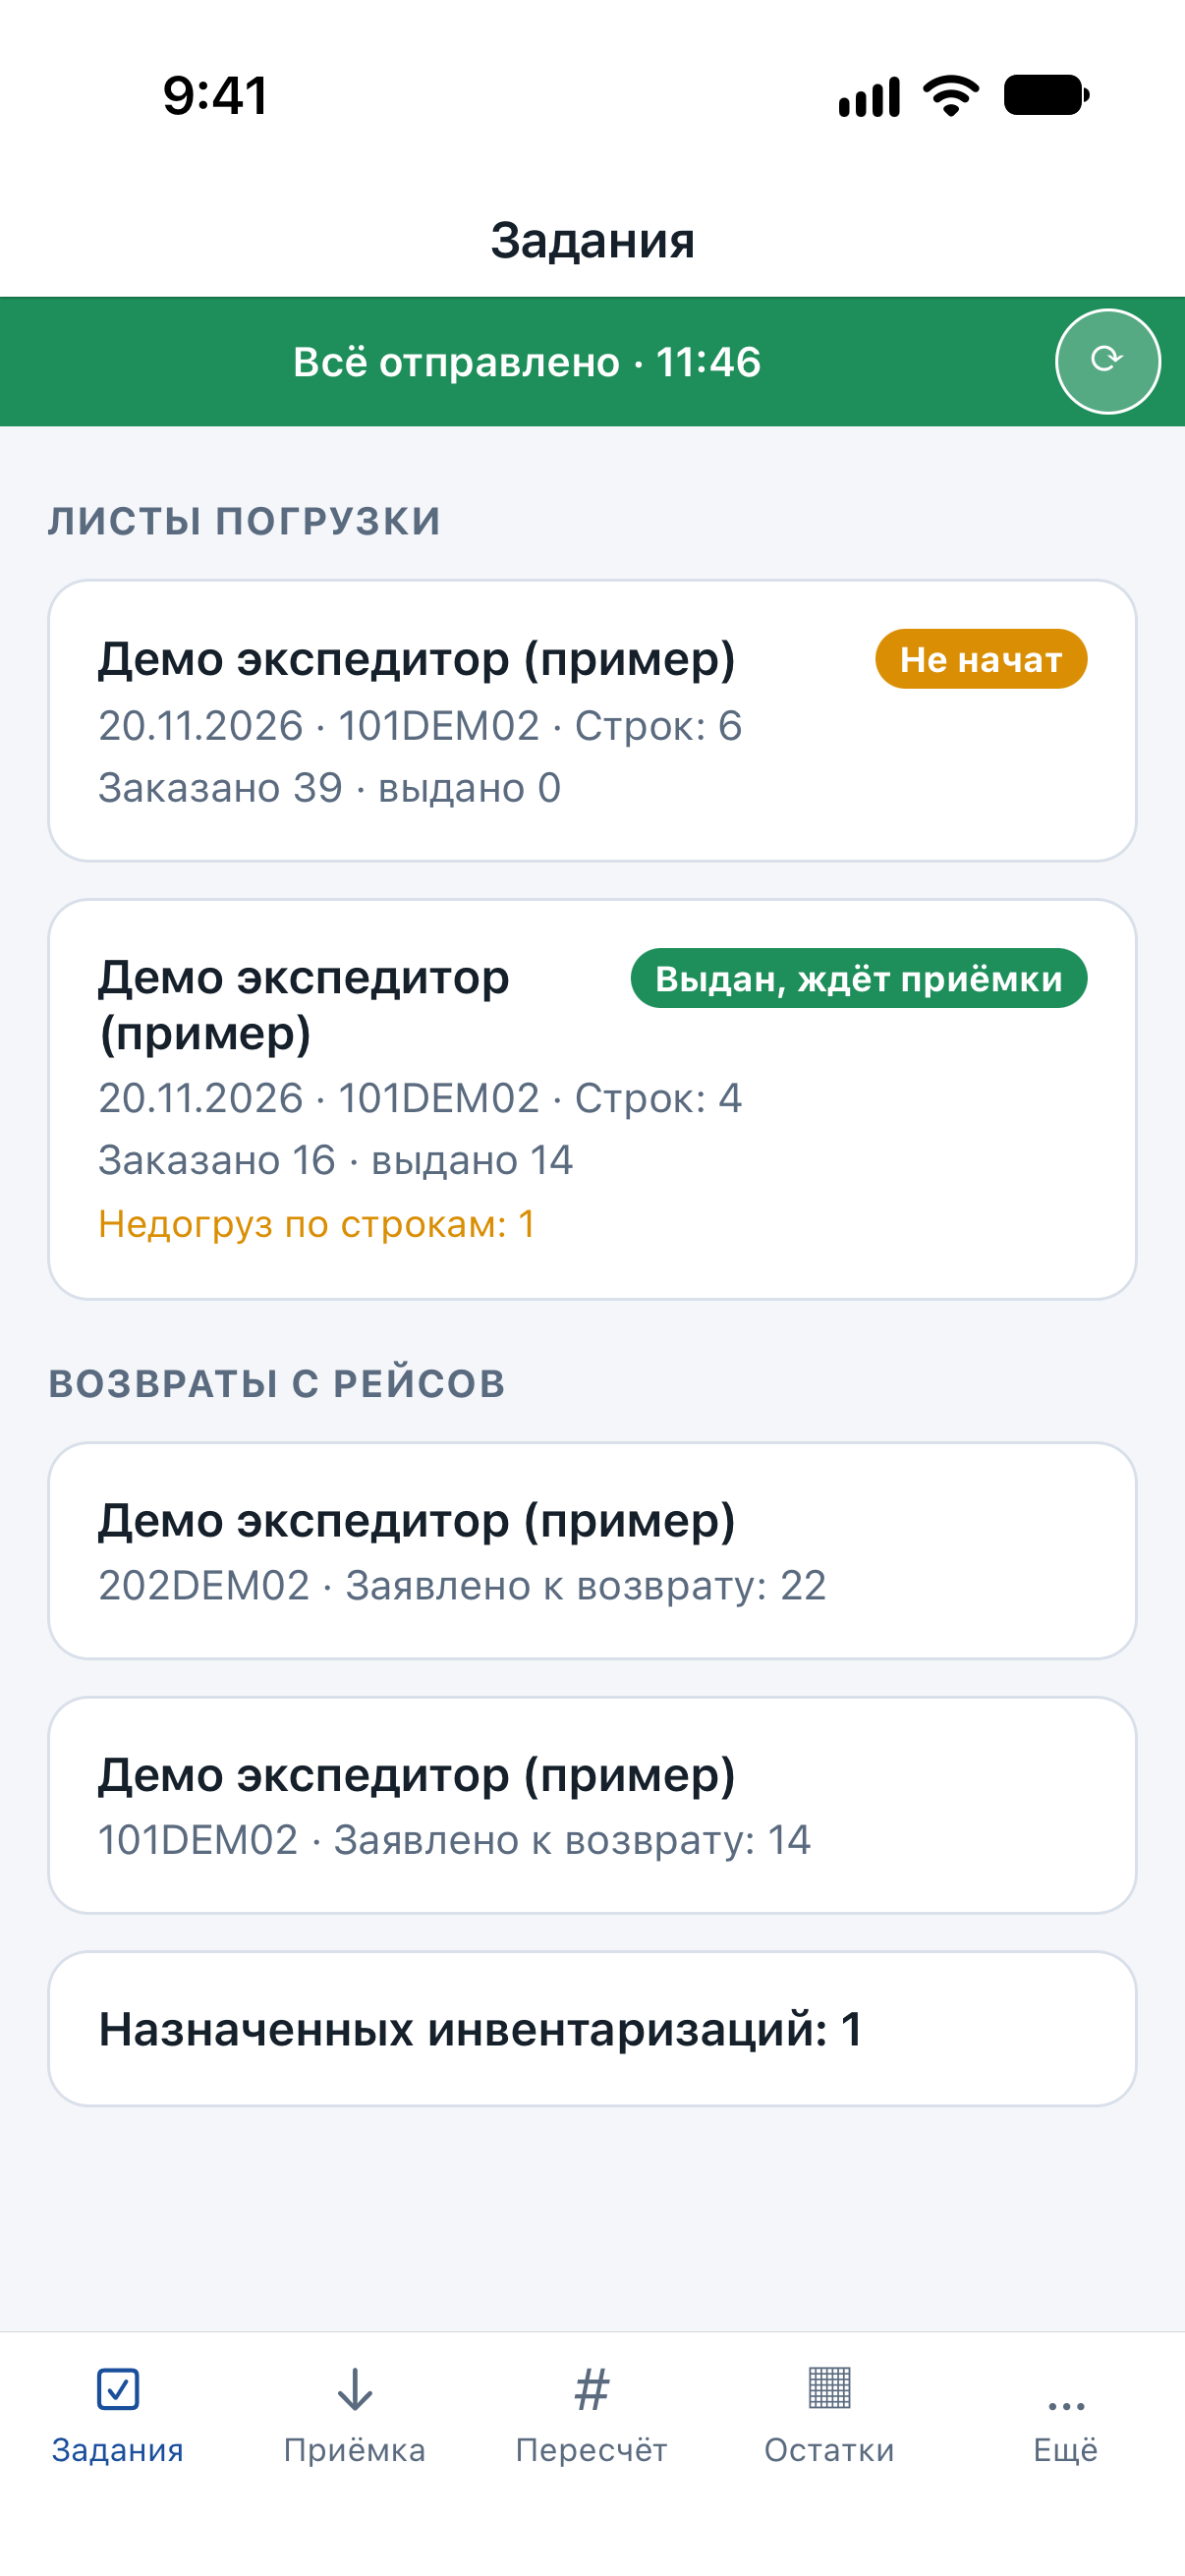 9:41
Задания
Всё отправлено · 11:46
ЛИСТЫ ПОГРУЗКИ
Демо экспедитор (пример)
Не начат
20.11.2026 · 101DEM02 · Строк: 6
Заказано 39 · выдано 0
Демо экспедитор
(пример)
Выдан, ждёт приёмки
20.11.2026 · 101DEM02 · Строк: 4
Заказано 16 · выдано 14
Недогруз по строкам: 1
ВОЗВРАТЫ С РЕЙСОВ
Демо экспедитор (пример)
202DEM02 · Заявлено к возврату: 22
Демо экспедитор (пример)
101DEM02 · Заявлено к возврату: 14
Назначенных инвентаризаций: 1
Задания
Приёмка
Пересчёт
Остатки
Ещё